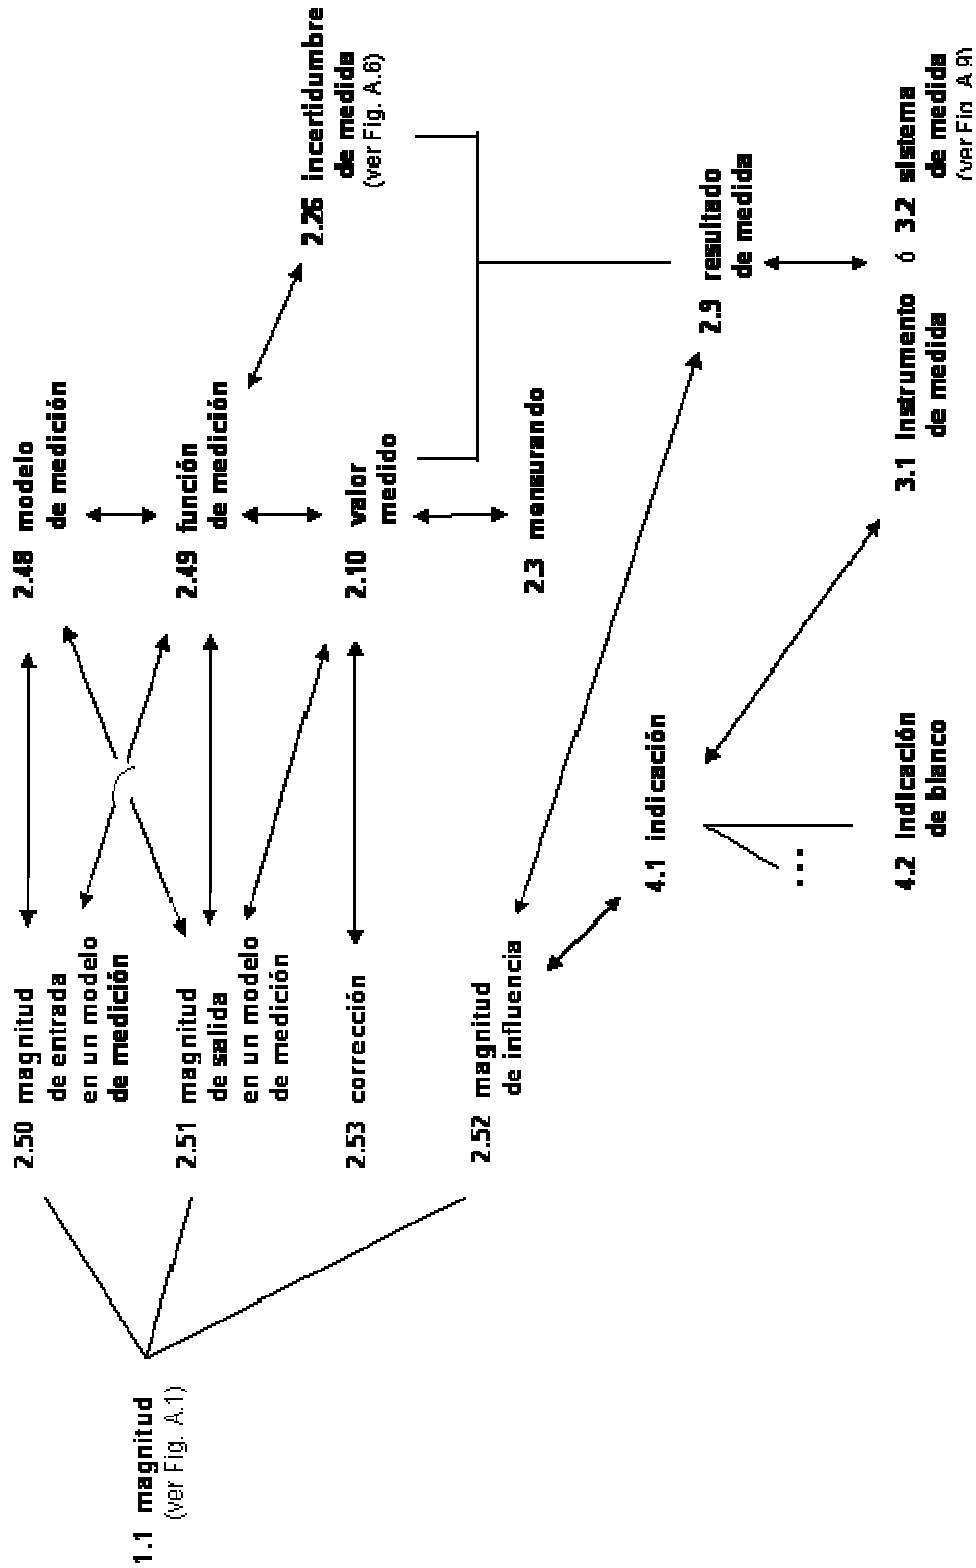 1.1 magnitud
(ver Fig. A.1)
2.50 magnitud
de entrada
en un modelo
de medición
2.51 magnitud
de salida
en un modelo
de medición
2.53 corrección
2.52 magnitud
de influencia
2.48 modelo
de medición
2.49 función
de medición
2.10 valor
medido
2.3 mensurando
2.26 incertidumbre
de medida
(ver Fig. A.6)
2.9 resultado
de medida
4.1 indicación
...
4.2 Indicación
de blanco
3.1 Instrumento ó 3.2 sistema
de medida de medida
(ver Fig. A.9)